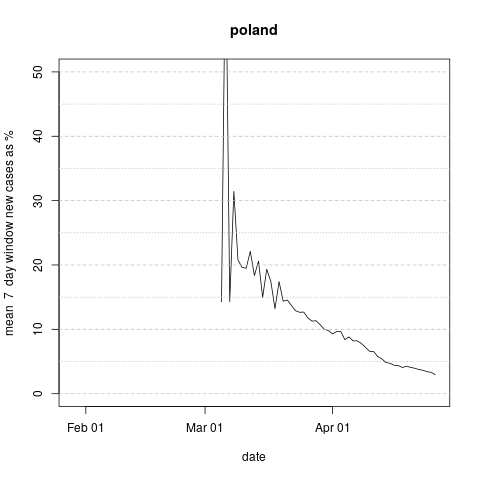 poland
mean 7 day window new cases as %
50
40
30
20
10
0
Feb 01
Mar 01
Apr 01
date